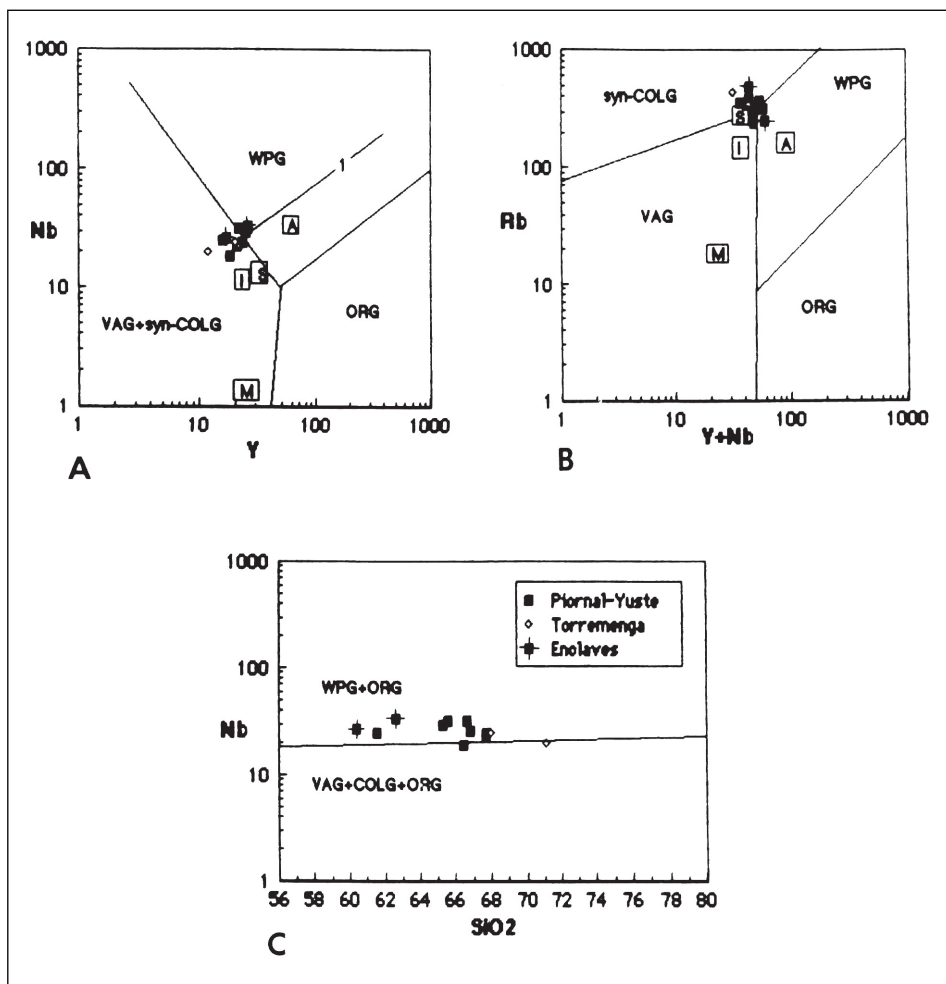 1000
100
10
1
Nb
WPG
1
A
I
S
VAG+syn-COLG
ORG
M
1
10
100
1000
Y
A
1000
100
10
1
Rb
syn-COLG
WPG
S
I
A
VAG
M
ORG
1
10
100
1000
Y+Nb
B
1000
100
10
1
Nb
Piornal-Yuste
Torremenga
Enolaves
WPG+ORG
VAG+COLG+ORG
56 58 60 62 64 66 68 70 72 74 76 78 80
SiO2
C